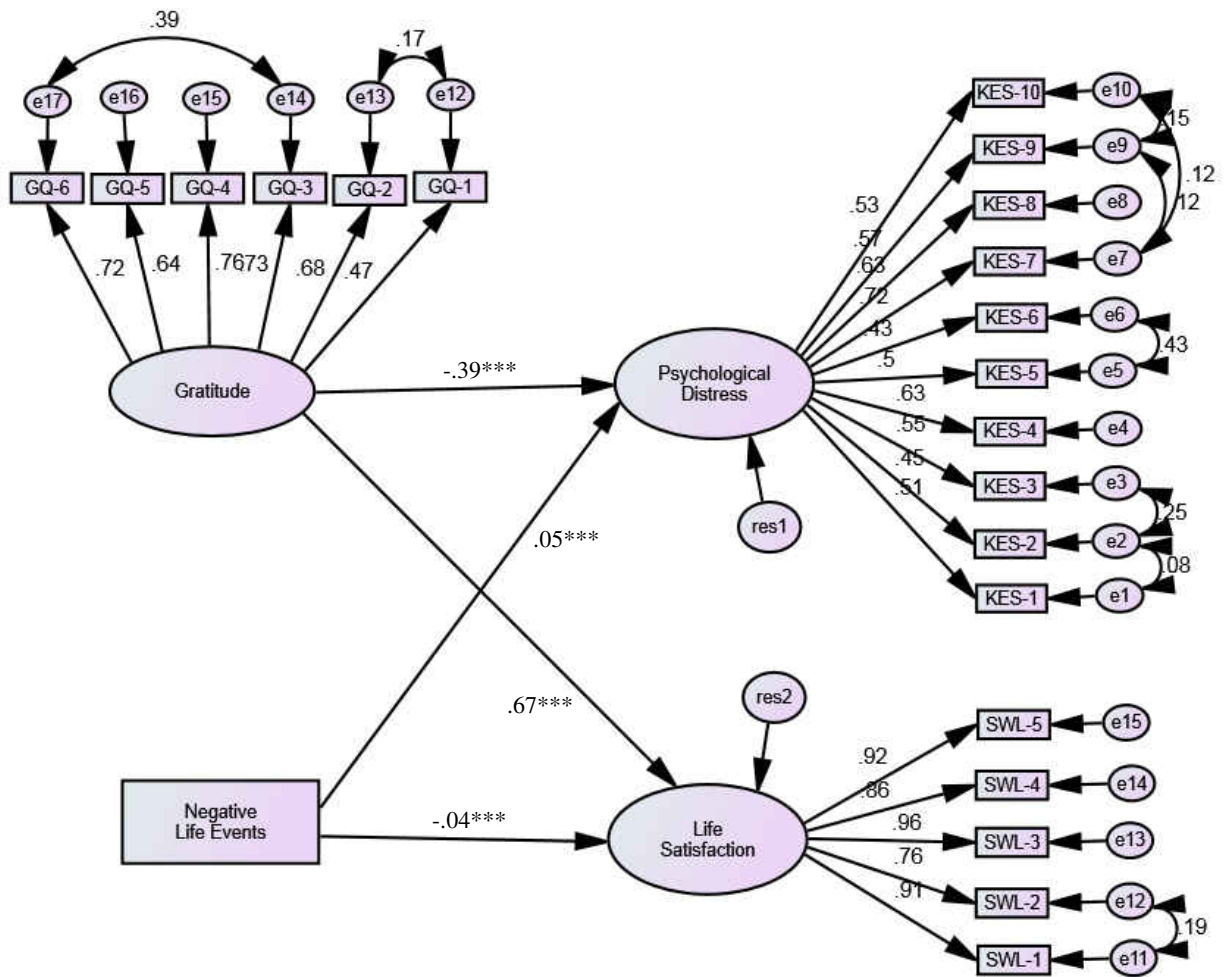 .39
.17
e17
e16
e15
e14
e13
e12
GQ-6
GQ-5
GQ-4
GQ-3
GQ-2
GQ-1
.72
.64
.76
.73
.68
.47
Gratitude
-.39***
Psychological
Distress
res1
.05***
.67***
Negative
Life Events
-.04***
res2
Life
Satisfaction
KES-10
e10
.15
KES-9
e9
.12
.12
KES-8
e8
KES-7
e7
KES-6
e6
.43
KES-5
e5
KES-4
e4
KES-3
e3
.25
KES-2
e2
.08
KES-1
e1
.53
.57
.63
.72
.43
.5
.63
.55
.45
.51
SWL-5
e15
SWL-4
e14
SWL-3
e13
SWL-2
e12
.19
SWL-1
e11
.92
.86
.96
.76
.91